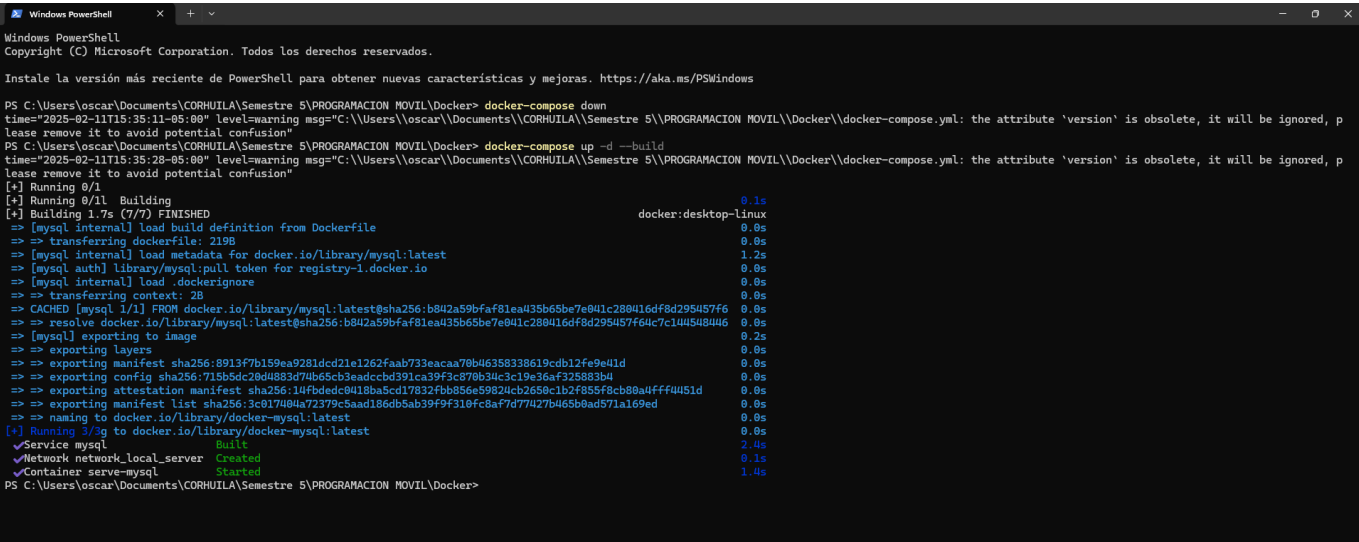 Windows PowerShell
Windows PowerShell
Copyright (C) Microsoft Corporation. Todos los derechos reservados.
Instale la versión más reciente de PowerShell para obtener nuevas características y mejoras. https://aka.ms/PSWindows
PS C:\Users\oscar\Documents\CORHUILA\Semestre 5\PROGRAMACION MOVIL\Docker> docker-compose down
time="2025-02-11T15:35:11-05:00" level=warning msg="C:\\Users\\oscar\\Documents\\CORHUILA\\Semestre 5\\PROGRAMACION MOVIL\\Docker\\docker-compose.yml: the attribute `version` is obsolete, it will be ignored, p
lease remove it to avoid potential confusion"
PS C:\Users\oscar\Documents\CORHUILA\Semestre 5\PROGRAMACION MOVIL\Docker> docker-compose up -d --build
time="2025-02-11T15:35:28-05:00" level=warning msg="C:\\Users\\oscar\\Documents\\CORHUILA\\Semestre 5\\PROGRAMACION MOVIL\\Docker\\docker-compose.yml: the attribute `version` is obsolete, it will be ignored, p
lease remove it to avoid potential confusion"
[+] Running 0/1
[+] Running 0/1l  Building 0.1s
[+] Building 1.7s (7/7) FINISHED docker:desktop-linux
=> [mysql internal] load build definition from Dockerfile 0.0s
=> => transferring dockerfile: 219B 0.0s
=> [mysql internal] load metadata for docker.io/library/mysql:latest 1.2s
=> [mysql auth] library/mysql:pull token for registry-1.docker.io 0.0s
=> [mysql internal] load .dockerignore 0.0s
=> => transferring context: 2B 0.0s
=> CACHED [mysql 1/1] FROM docker.io/library/mysql:latest@sha256:b842a59bfaf81ea435b65be7e041c280416df8d295457f6 0.0s
=> => resolve docker.io/library/mysql:latest@sha256:b842a59bfaf81ea435b65be7e041c280416df8d295457f64c7c144548446 0.0s
=> [mysql] exporting to image 0.2s
=> => exporting layers 0.0s
=> => exporting manifest sha256:8913f7b159ea9281dcd21e1262faab733eacaa70b46358338619cdb12fe9e41d 0.0s
=> => exporting config sha256:715b5dc20d4883d74b65cb3eadccbd391ca39f3c870b34c3c19e36af325883b4 0.0s
=> => exporting attestation manifest sha256:14fbdedc0418ba5cd17832fbb856e59824cb2650c1b2f855f8cb80a4fff4451d 0.0s
=> => exporting manifest list sha256:3c017404a72379c5aad186db5ab39f9f310fc8af7d77427b465b0ad571a169ed 0.0s
=> => naming to docker.io/library/docker-mysql:latest 0.0s
[+] Running 3/3g to docker.io/library/docker-mysql:latest 0.0s
✔Service mysql Built 2.4s
✔Network network_local_server Created 0.1s
✔Container serve-mysql Started 1.4s
PS C:\Users\oscar\Documents\CORHUILA\Semestre 5\PROGRAMACION MOVIL\Docker>